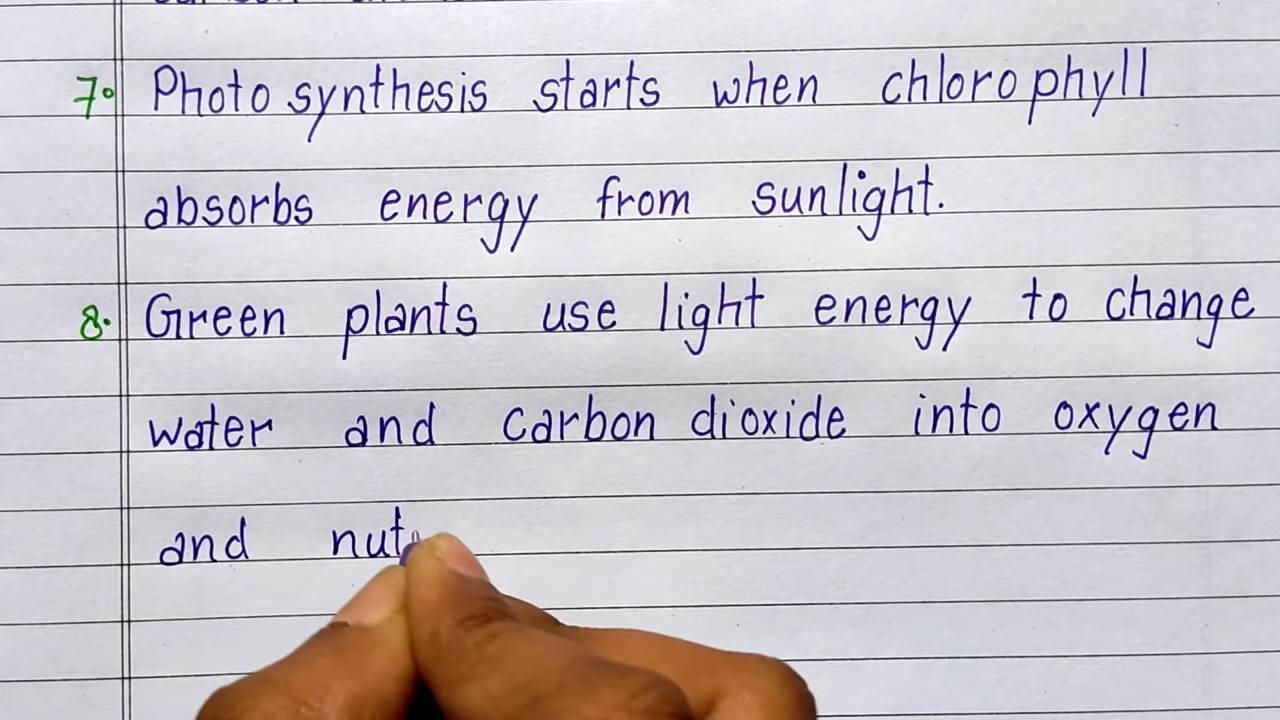 7. Photosynthesis starts when chlorophyll
absorbs energy from sunlight.
8. Green plants use light energy to change
water and carbon dioxide into oxygen
and nut